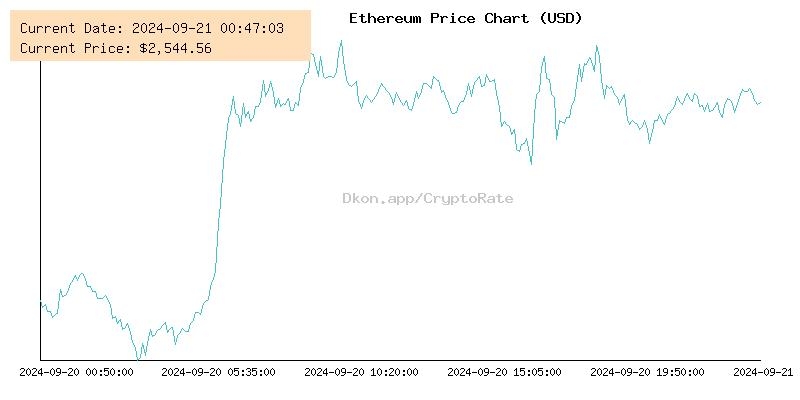 Ethereum Price Chart (USD)
Current Date: 2024-09-21 00:47:03
Current Price: $2,544.56
Dkon.app/CryptoRate
2024-09-20 00:50:00
2024-09-20 05:35:00
2024-09-20 10:20:00
2024-09-20 15:05:00
2024-09-20 19:50:00
2024-09-21